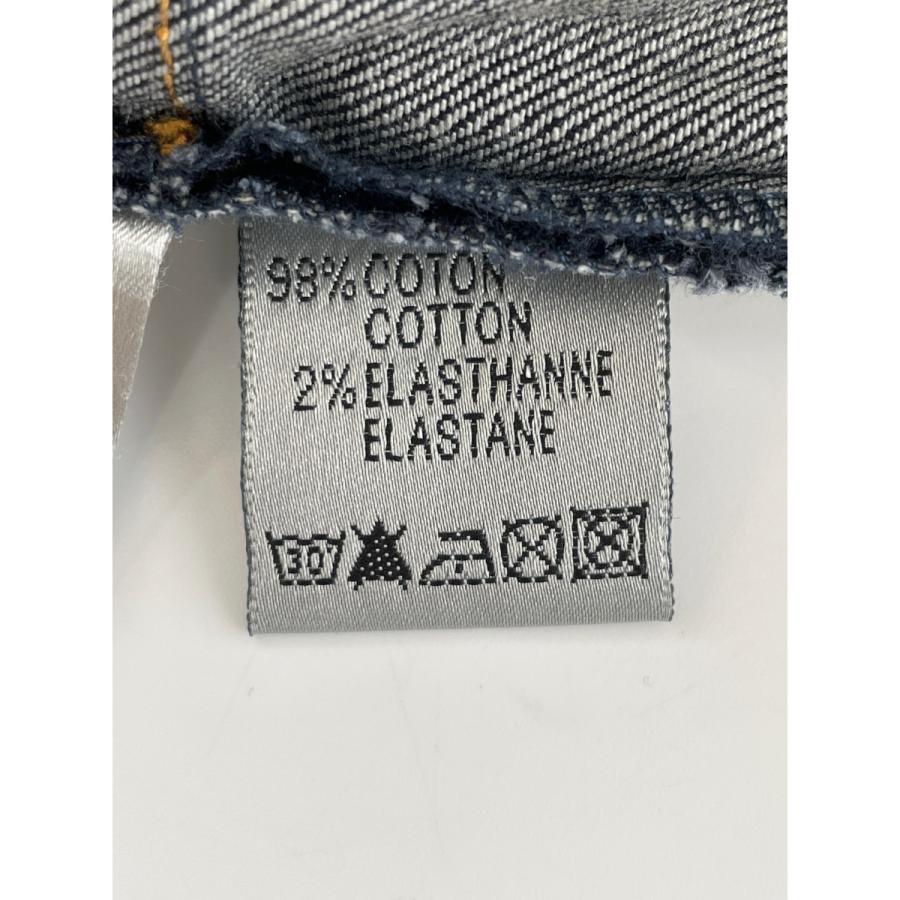 98% COTON
COTTON
2% ELASTHANNE
ELASTANE
30°